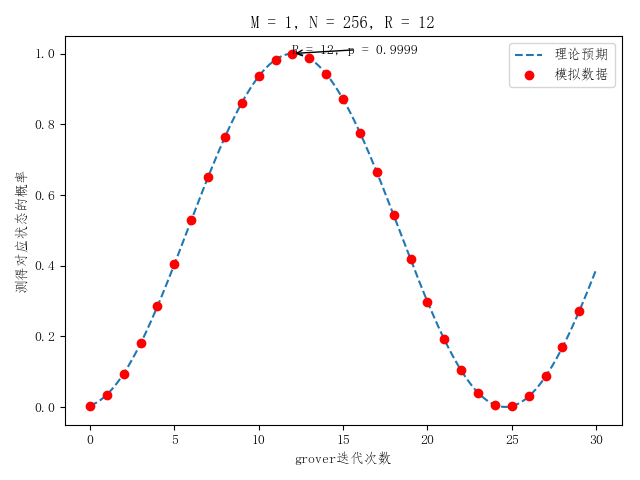 M = 1, N = 256, R = 12
R = 12, p = 0.9999
理论预期
模拟数据
测得对应状态的概率
1.0
0.8
0.6
0.4
0.2
0.0
0 5 10 15 20 25 30
grover迭代次数